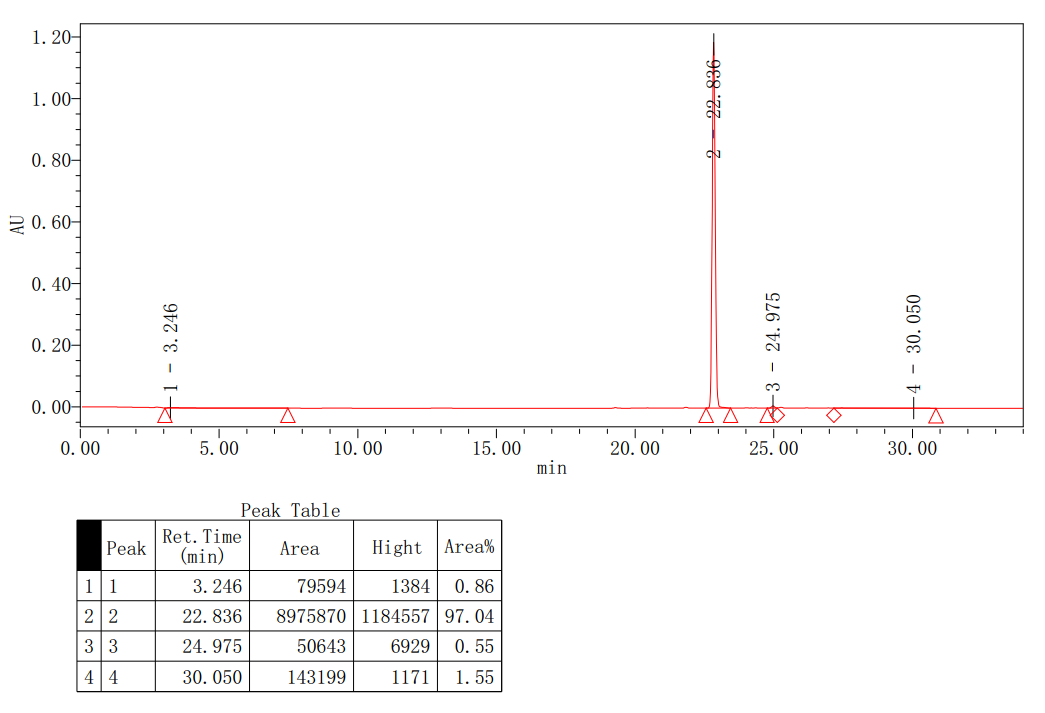 1.20
1.00
0.80
0.60
0.40
0.20
0.00
AU
1 - 3.246
2 - 22.836
3 - 24.975
4 - 30.050
0.00 5.00 10.00 15.00 20.00 25.00 30.00
min
Peak Table
Peak Ret.Time (min) Area Hight Area%
1 1 3.246 79594 1384 0.86
2 2 22.836 8975870 1184557 97.04
3 3 24.975 50643 6929 0.55
4 4 30.050 143199 1171 1.55